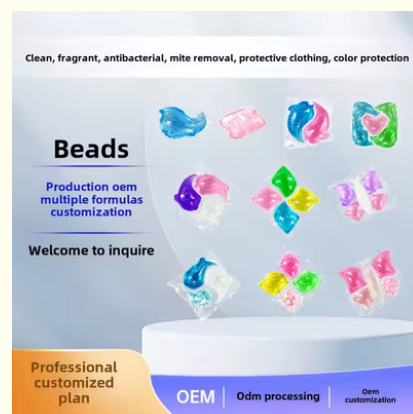 Clean, fragrant, antibacterial, mite removal, protective clothing, color protection
Beads
Production oem
multiple formulas
customization
Welcome to inquire
Professional
customized
plan
OEM
Odm processing
Oem
customization